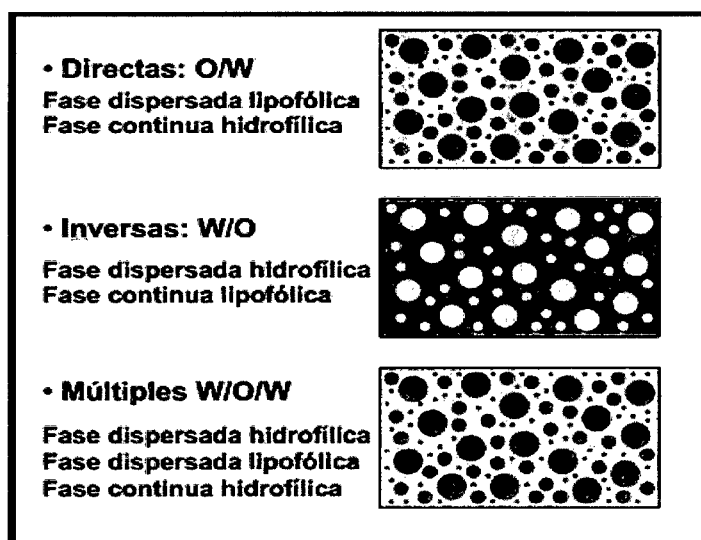 • Directas: O/W
Fase dispersada lipofólica
Fase continua hidrofílica
• Inversas: W/O
Fase dispersada hidrofílica
Fase continua lipofólica
• Múltiples W/O/W
Fase dispersada hidrofílica
Fase dispersada lipofólica
Fase continua hidrofílica